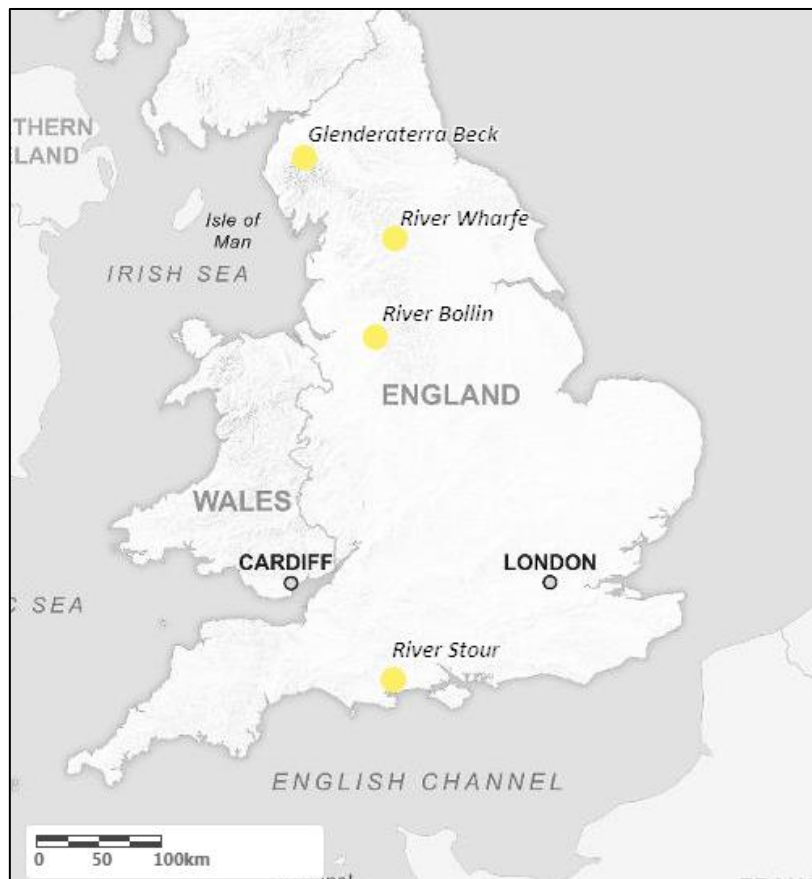 THERN
ELAND
Glenderaterra Beck
Isle of
Man
River Wharfe
IRISH SEA
River Bollin
ENGLAND
WALES
CARDIFF
LONDON
C SEA
River Stour
ENGLISH CHANNEL
0 50 100km